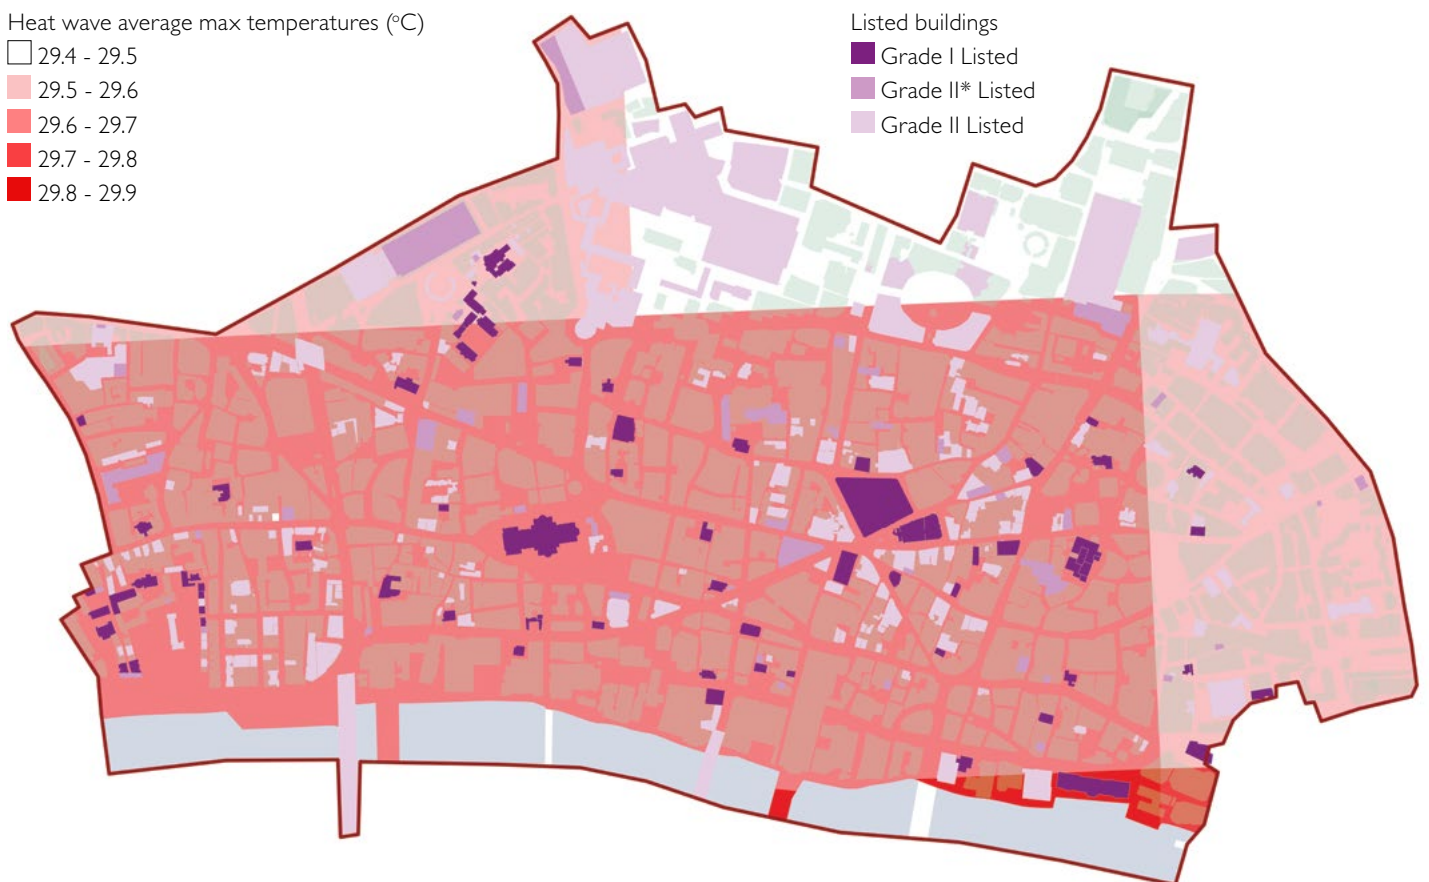 Heat wave average max temperatures (°C)
29.4 - 29.5
29.5 - 29.6
29.6 - 29.7
29.7 - 29.8
29.8 - 29.9
Listed buildings
Grade I Listed
Grade II* Listed
Grade II Listed